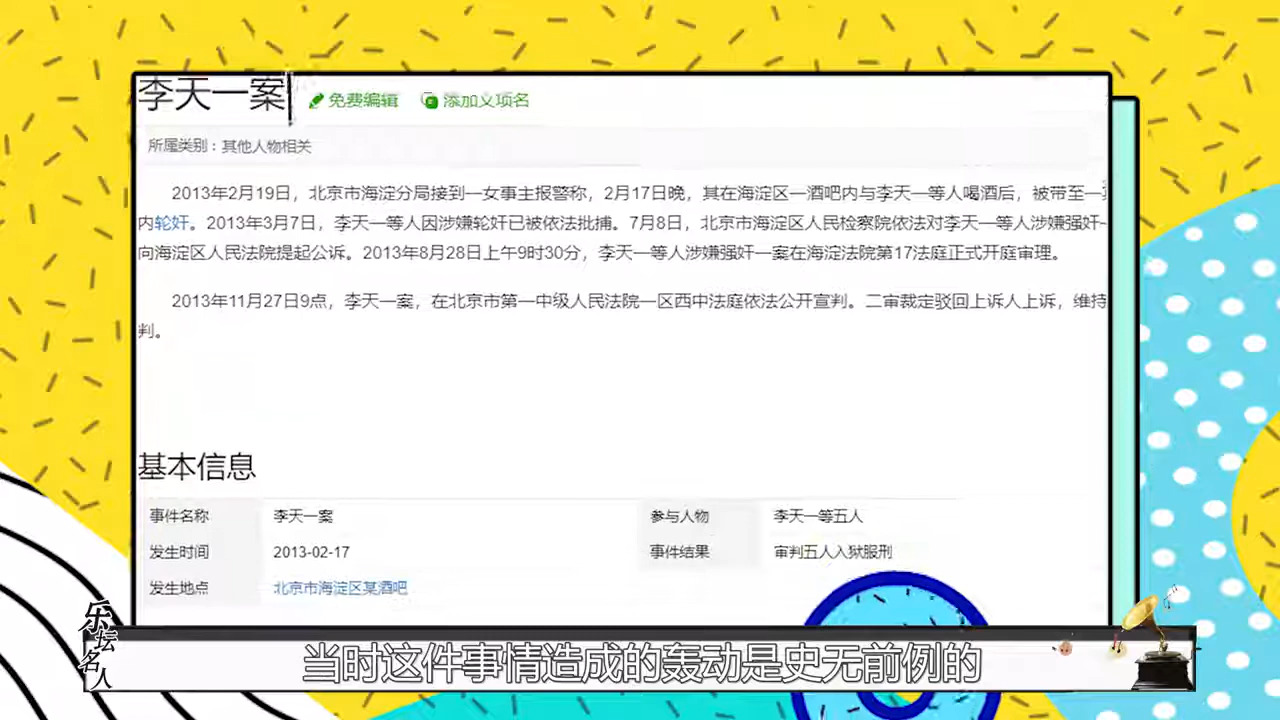 李天一案
免费编辑 添加义项名
所属类别：其他人物相关
2013年2月19日，北京市海淀分局接到一女事主报警称，2月17日晚，其在海淀区一酒吧内与李天一等人喝酒后，被带至一
内轮奸。2013年3月7日，李天一等人因涉嫌轮奸已被依法批捕。7月8日，北京市海淀区人民检察院依法对李天一等人涉嫌强奸一
向海淀区人民法院提起公诉。2013年8月28日上午9时30分，李天一等人涉嫌强奸一案在海淀法院第17法庭正式开庭审理。
2013年11月27日9点，李天一案，在北京市第一中级人民法院一区西中法庭依法公开宣判。二审裁定驳回上诉人上诉，维持
判。
基本信息
事件名称 李天一案 参与人物 李天一等五人
发生时间 2013-02-17 事件结果 审判五人入狱服刑
发生地点 北京市海淀区某酒吧
乐坛名人
当时这件事情造成的轰动是史无前例的